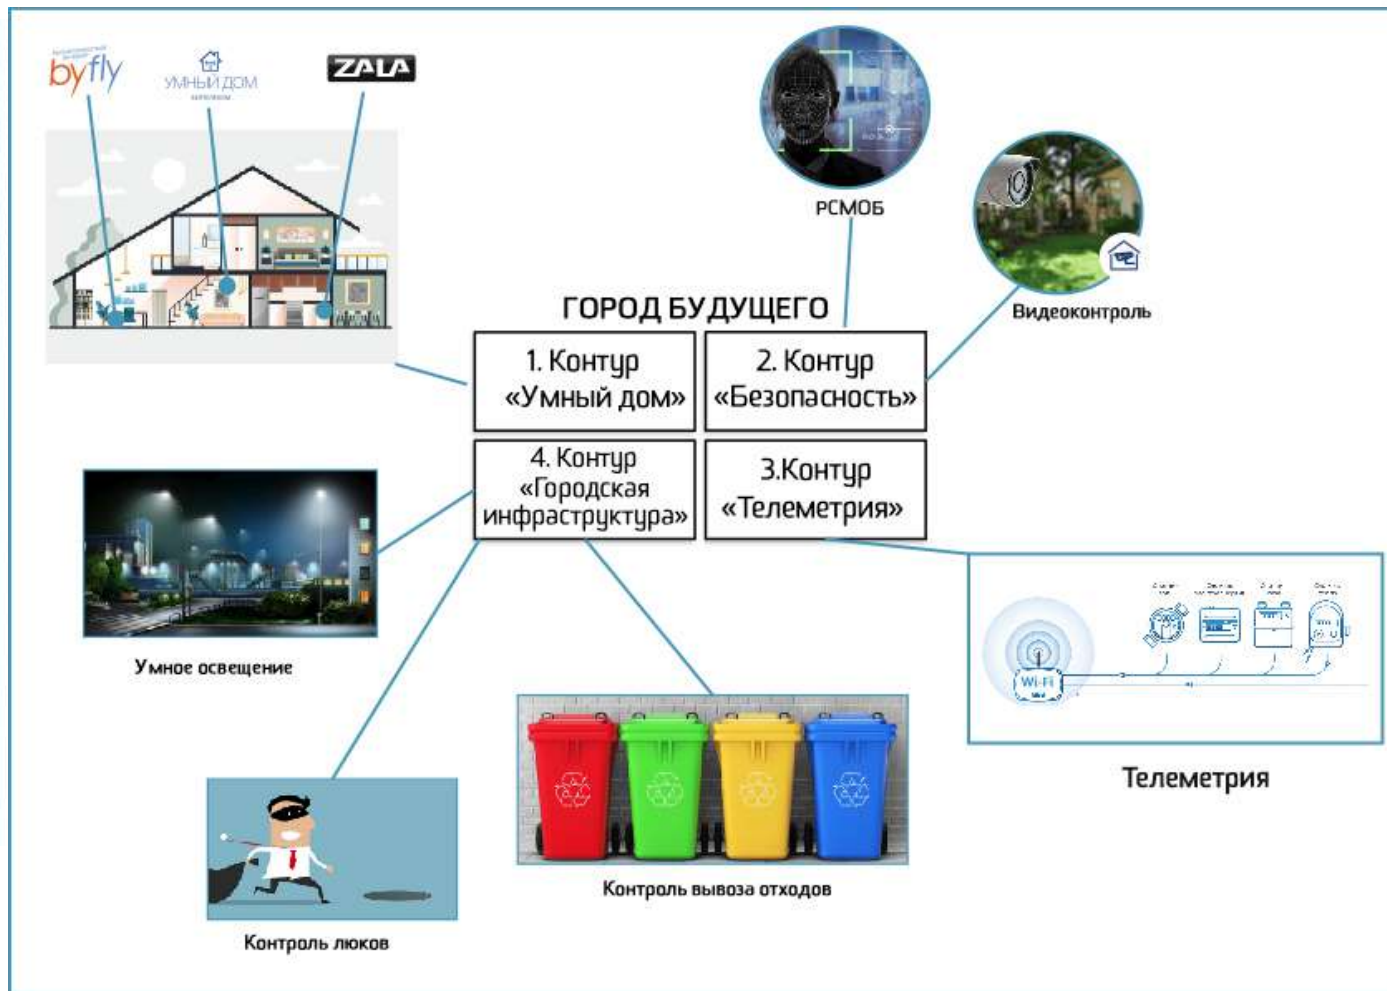 byfly
УМНЫЙ ДОМ
ZALA
РСМОБ
Видеоконтроль
ГОРОД БУДУЩЕГО
1. Контур
«Умный дом»
2. Контур
«Безопасность»
4. Контур
«Городская
инфраструктура»
3.Контур
«Телеметрия»
Умное освещение
Wi-Fi
Телеметрия
Контроль вывоза отходов
Контроль люков